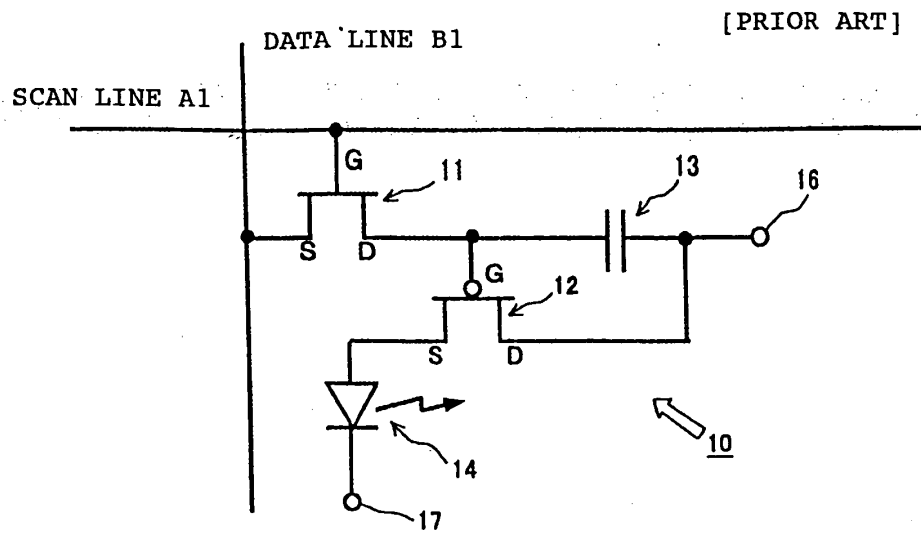 [PRIOR ART]
DATA LINE B1
SCAN LINE A1
G
11
13
16
S
D
G
12
S
D
14
10
17